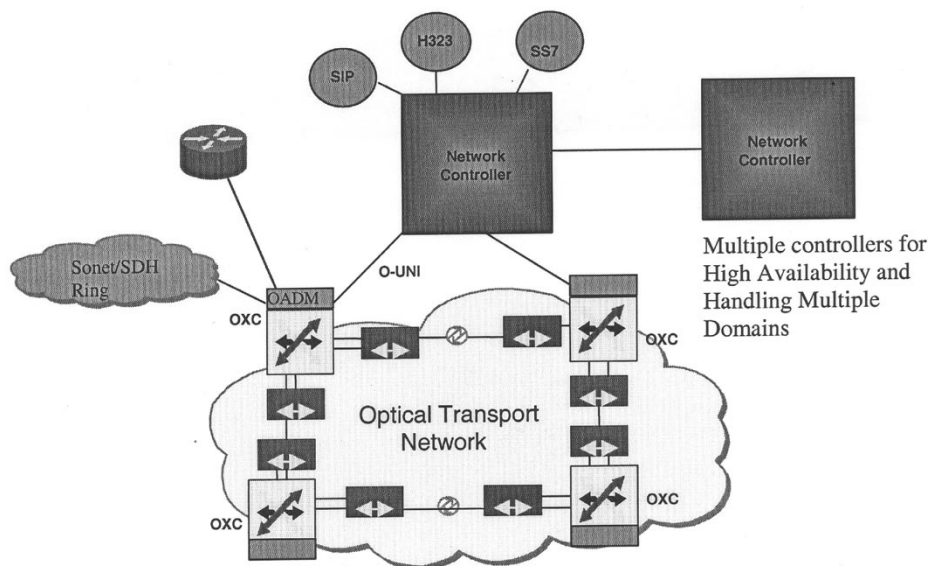 H323
SIP
SS7
Network
Controller
Network
Controller
Multiple controllers for
High Availability and
Handling Multiple
Domains
Sonet/SDH
Ring
O-UNI
OADM
OXC
OXC
Optical Transport
Network
OXC
OXC